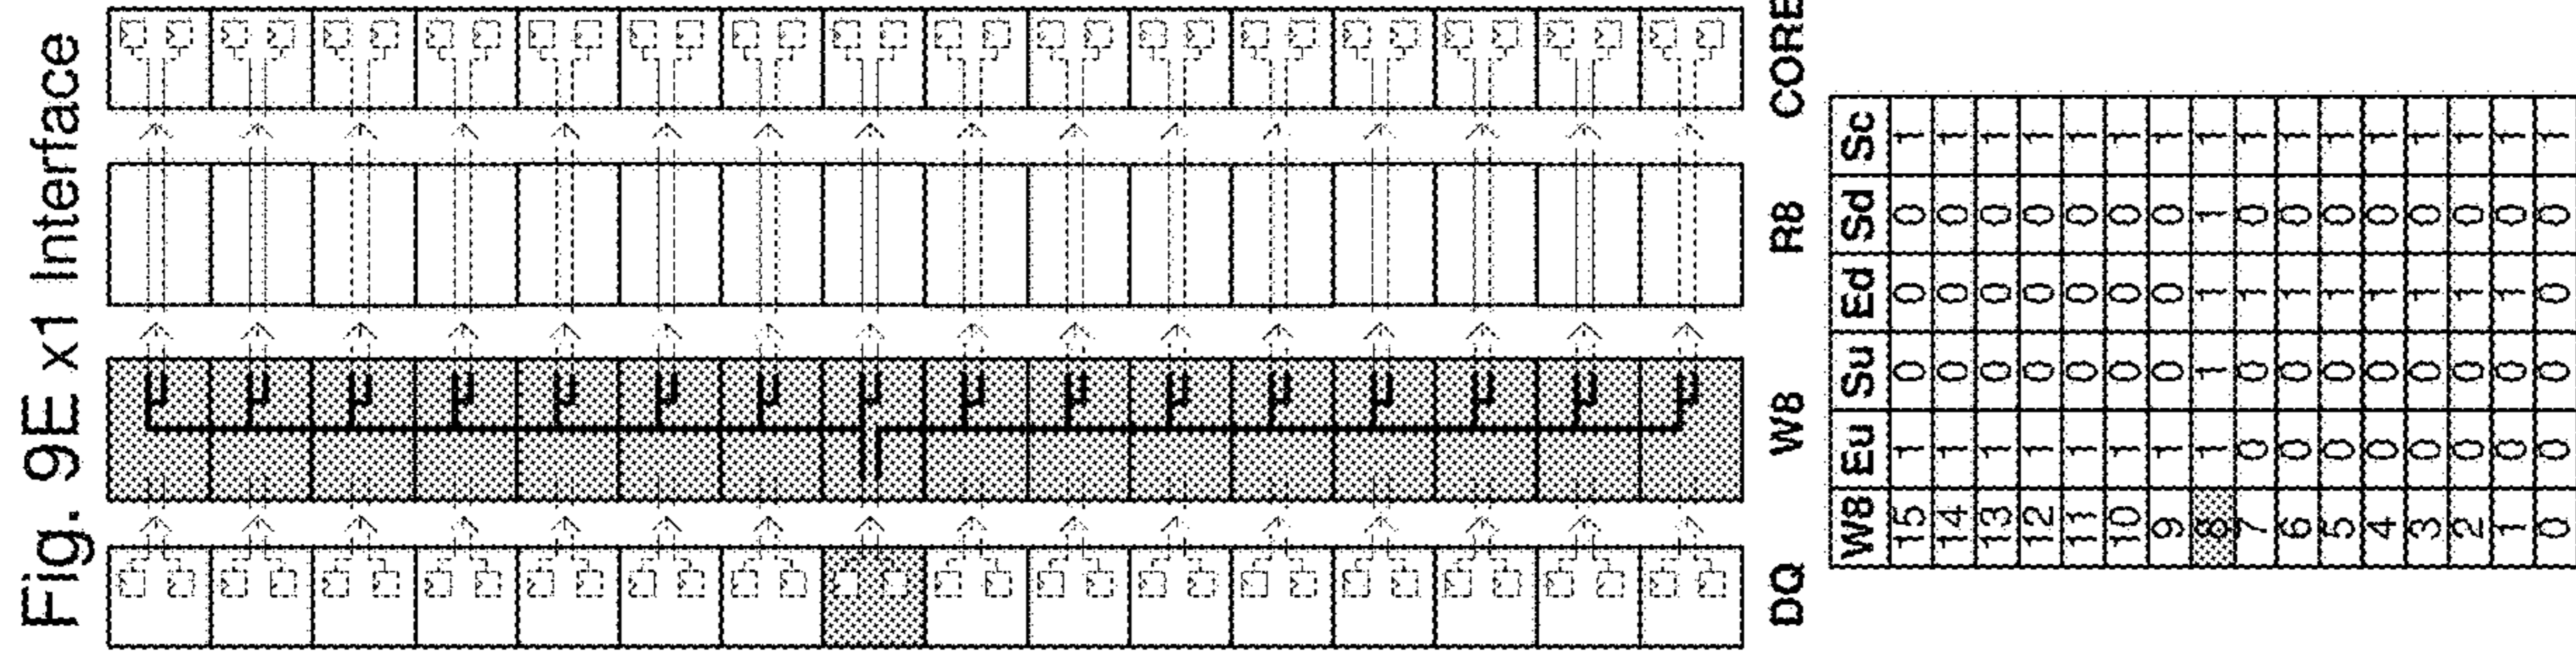 Fig. 9E x1 Interface
DQ W8 R8 CORE
W8 Eu Su Ed Sd Sc
15 1 0 0 0 1
14 1 0 0 0 1
13 1 0 0 0 1
12 1 0 0 0 1
11 1 0 0 0 1
10 1 0 0 0 1
9 1 0 0 0 1
8 1 1 1 1 1
7 0 0 1 0 1
6 0 0 1 0 1
5 0 0 1 0 1
4 0 0 1 0 1
3 0 0 1 0 1
2 0 0 1 0 1
1 0 0 1 0 1
0 0 0 0 0 1